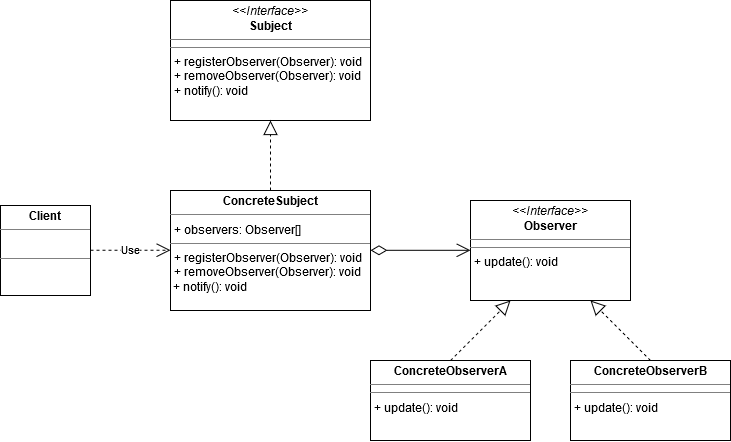 <<Interface>>
Subject
+ registerObserver(Observer): void
+ removeObserver(Observer): void
+ notify(): void
Client
Use
ConcreteSubject
+ observers: Observer[]
+ registerObserver(Observer): void
+ removeObserver(Observer): void
+ notify(): void
<<Interface>>
Observer
+ update(): void
ConcreteObserverA
+ update(): void
ConcreteObserverB
+ update(): void